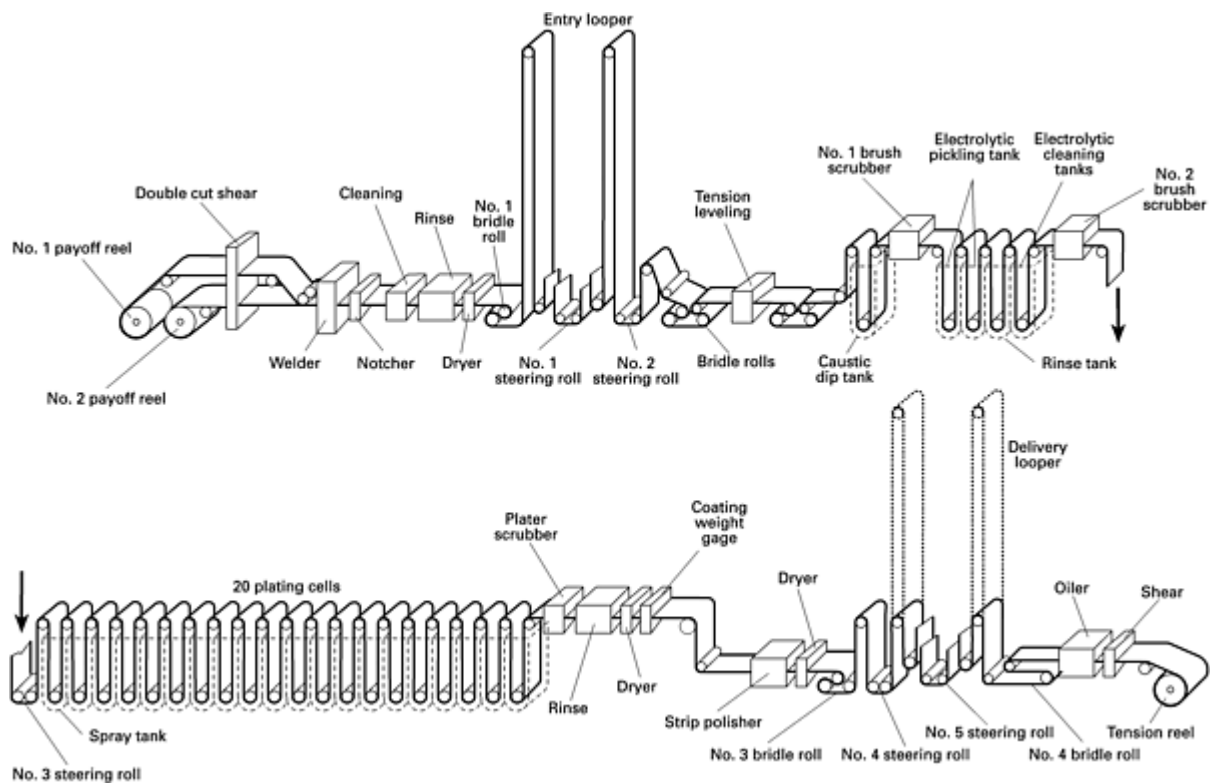 Entry looper
No. 1 brush
scrubber
Electrolytic
pickling tank
Electrolytic
cleaning
tanks
No. 2
brush
scrubber
Double cut shear
Cleaning
Rinse
No. 1
bridle
roll
Tension
leveling
No. 1 payoff reel
Welder
Notcher
Dryer
No. 1
steering roll
No. 2
steering roll
Bridle rolls
Caustic
dip tank
Rinse tank
No. 2 payoff reel
Delivery
looper
Plater
scrubber
Coating
weight
gage
20 plating cells
Dryer
Oiler
Shear
Rinse
Dryer
Strip polisher
Spray tank
No. 3 steering roll
No. 3 bridle roll
No. 4 steering roll
No. 5 steering roll
No. 4 bridle roll
Tension reel